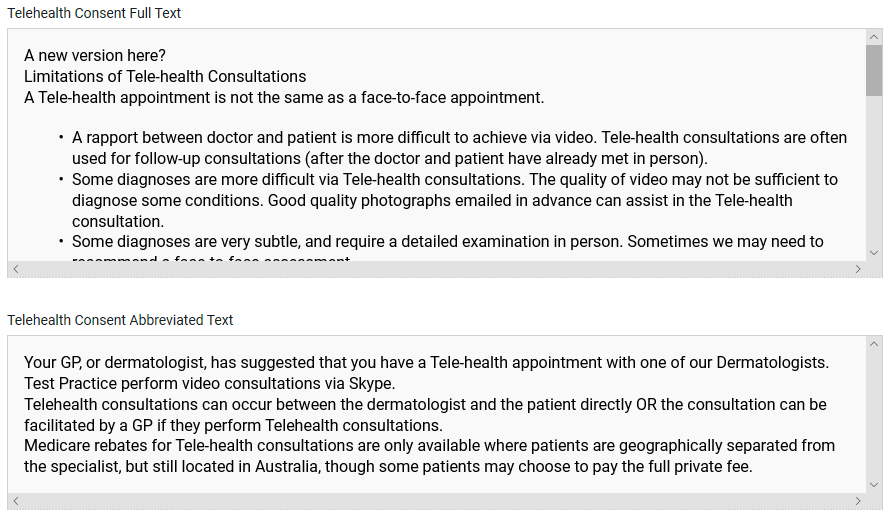 Telehealth Consent Full Text
A new version here?
Limitations of Tele-health Consultations
A Tele-health appointment is not the same as a face-to-face appointment.
• A rapport between doctor and patient is more difficult to achieve via video. Tele-health consultations are often
used for follow-up consultations (after the doctor and patient have already met in person).
• Some diagnoses are more difficult via Tele-health consultations. The quality of video may not be sufficient to
diagnose some conditions. Good quality photographs emailed in advance can assist in the Tele-health
consultation.
• Some diagnoses are very subtle, and require a detailed examination in person. Sometimes we may need to
recommend a face-to-face assessment.
Telehealth Consent Abbreviated Text
Your GP, or dermatologist, has suggested that you have a Tele-health appointment with one of our Dermatologists.
Test Practice perform video consultations via Skype.
Telehealth consultations can occur between the dermatologist and the patient directly OR the consultation can be
facilitated by a GP if they perform Telehealth consultations.
Medicare rebates for Tele-health consultations are only available where patients are geographically separated from
the specialist, but still located in Australia, though some patients may choose to pay the full private fee.